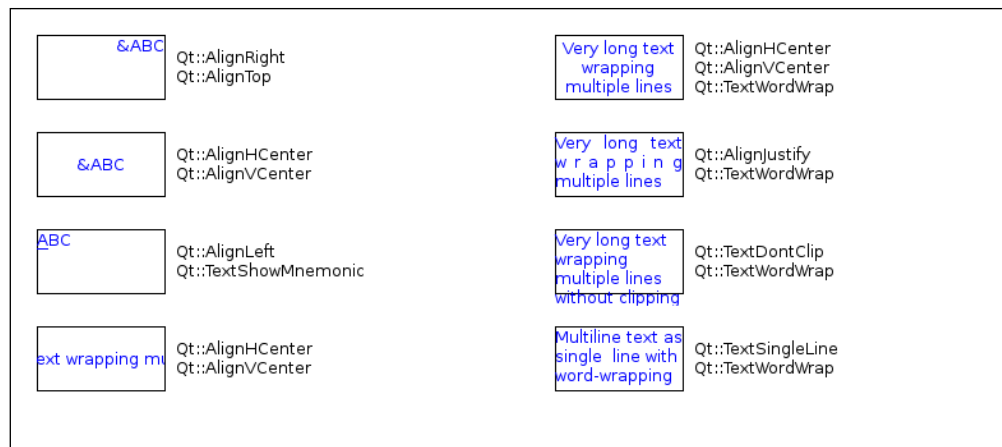 &ABC
Qt::AlignRight
Qt::AlignTop
&ABC
Qt::AlignHCenter
Qt::AlignVCenter
ABC
Qt::AlignLeft
Qt::TextShowMnemonic
ext wrapping mu
Qt::AlignHCenter
Qt::AlignVCenter
Very long text
wrapping
multiple lines
Qt::AlignHCenter
Qt::AlignVCenter
Qt::TextWordWrap
Very long text
wrapping
multiple lines
Qt::AlignJustify
Qt::TextWordWrap
Very long text
wrapping
multiple lines
without clipping
Qt::TextDontClip
Qt::TextWordWrap
Multiline text as
single line with
word-wrapping
Qt::TextSingleLine
Qt::TextWordWrap